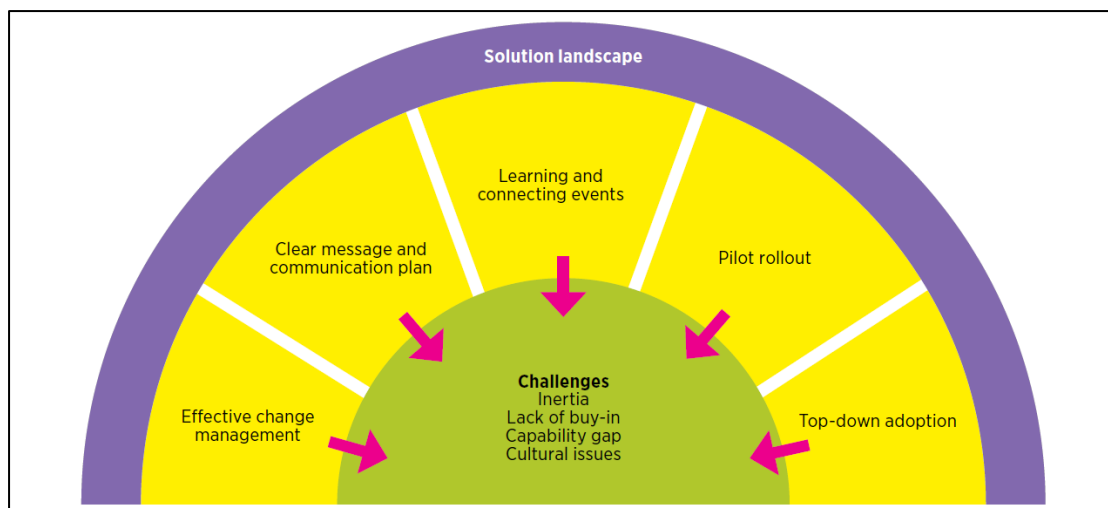 Solution landscape
Learning and
connecting events
Clear message and
communication plan
Pilot rollout
Effective change
management
Top-down adoption
Challenges
Inertia
Lack of buy-in
Capability gap
Cultural issues